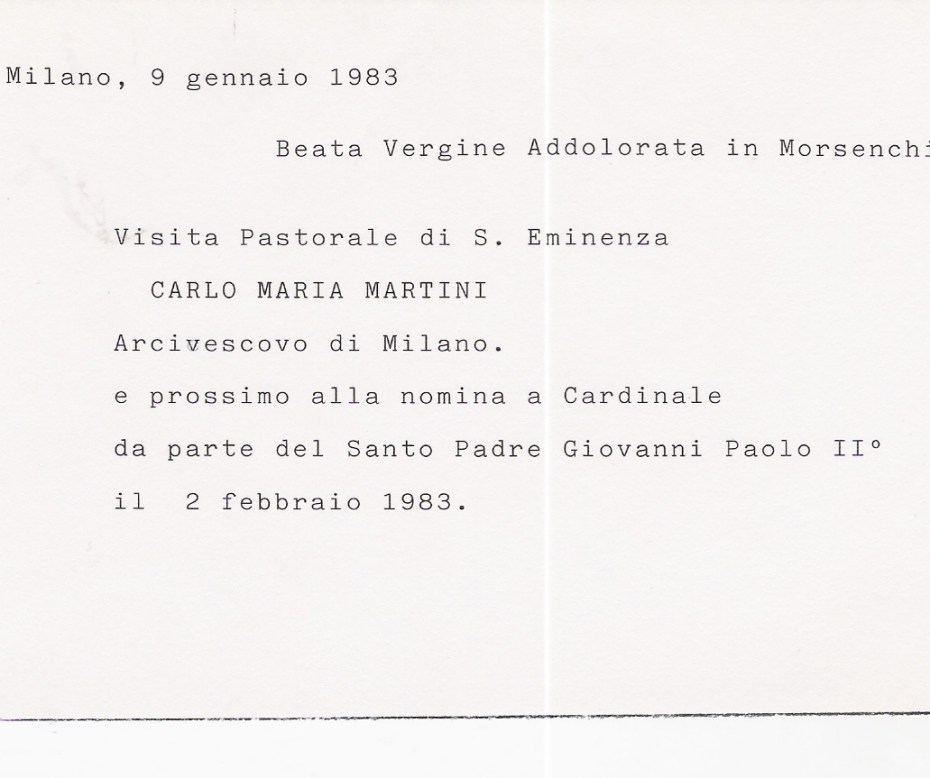 Milano, 9 gennaio 1983
Beata Vergine Addolorata in Morsenchi
Visita Pastorale di S. Eminenza
CARLO MARIA MARTINI
Arcivescovo di Milano.
e prossimo alla nomina a Cardinale
da parte del Santo Padre Giovanni Paolo II°
il 2 febbraio 1983.